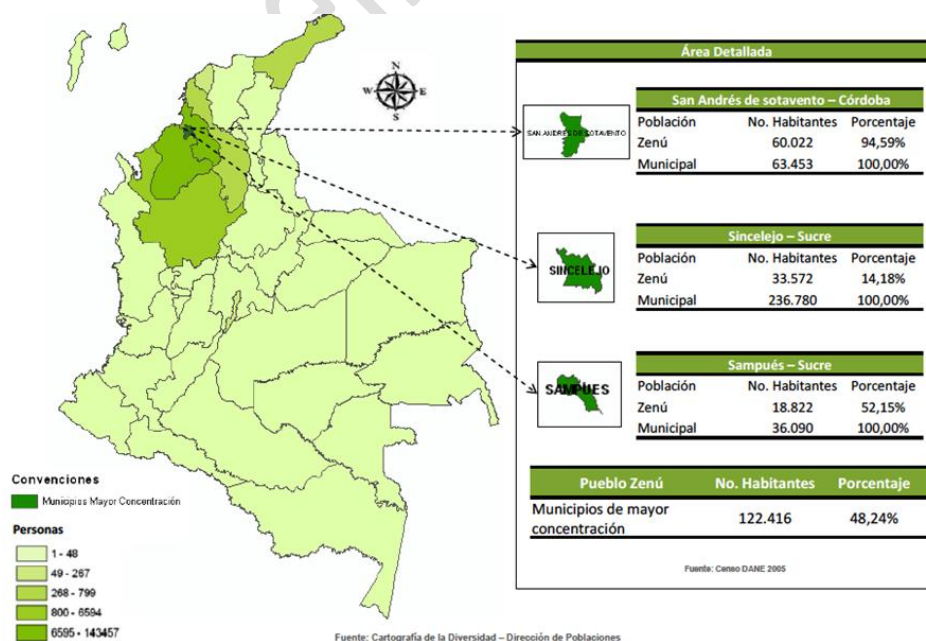 N
W E
S
Área Detallada
San Andrés de sotavento – Córdoba
Población No. Habitantes Porcentaje
Zenú 60.022 94,59%
Municipal 63.453 100,00%
SAN ANDRES DE SOTAVENTO
Sincelejo – Sucre
Población No. Habitantes Porcentaje
Zenú 33.572 14,18%
Municipal 236.780 100,00%
SINCELEJO
Sampués – Sucre
Población No. Habitantes Porcentaje
Zenú 18.822 52,15%
Municipal 36.090 100,00%
SAMPUES
Pueblo Zenú No. Habitantes Porcentaje
Municipios de mayor
concentración 122.416 48,24%
Fuente: Censo DANE 2005
Convenciones
Municipios Mayor Concentración
Personas
1 - 48
49 - 267
268 - 799
800 - 6594
6595 - 143457
Fuente: Cartografía de la Diversidad – Dirección de Poblaciones